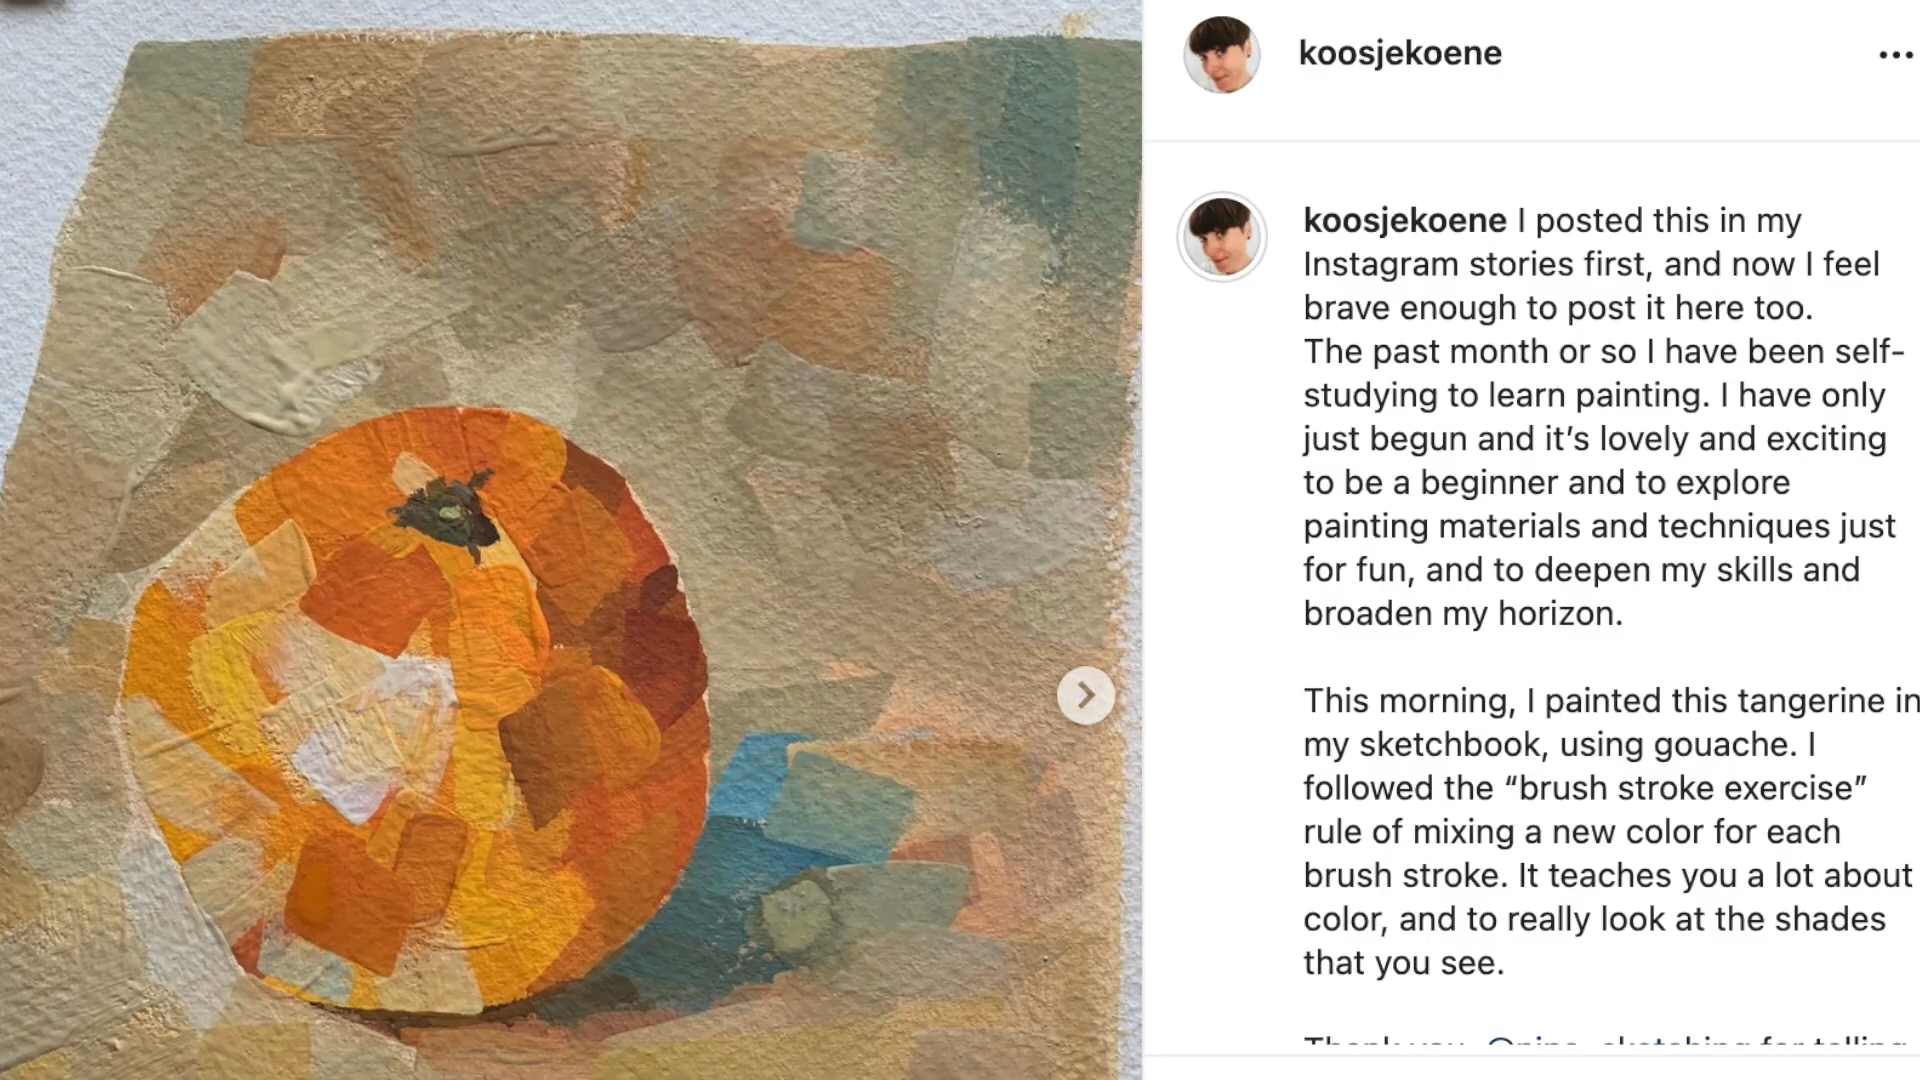 koosjekoene
koosjekoene I posted this in my
Instagram stories first, and now I feel
brave enough to post it here too.
The past month or so I have been self-
studying to learn painting. I have only
just begun and it's lovely and exciting
to be a beginner and to explore
painting materials and techniques just
for fun, and to deepen my skills and
broaden my horizon.
This morning, I painted this tangerine in
my sketchbook, using gouache. I
followed the “brush stroke exercise”
rule of mixing a new color for each
brush stroke. It teaches you a lot about
color, and to really look at the shades
that you see.
Thank you
for telling